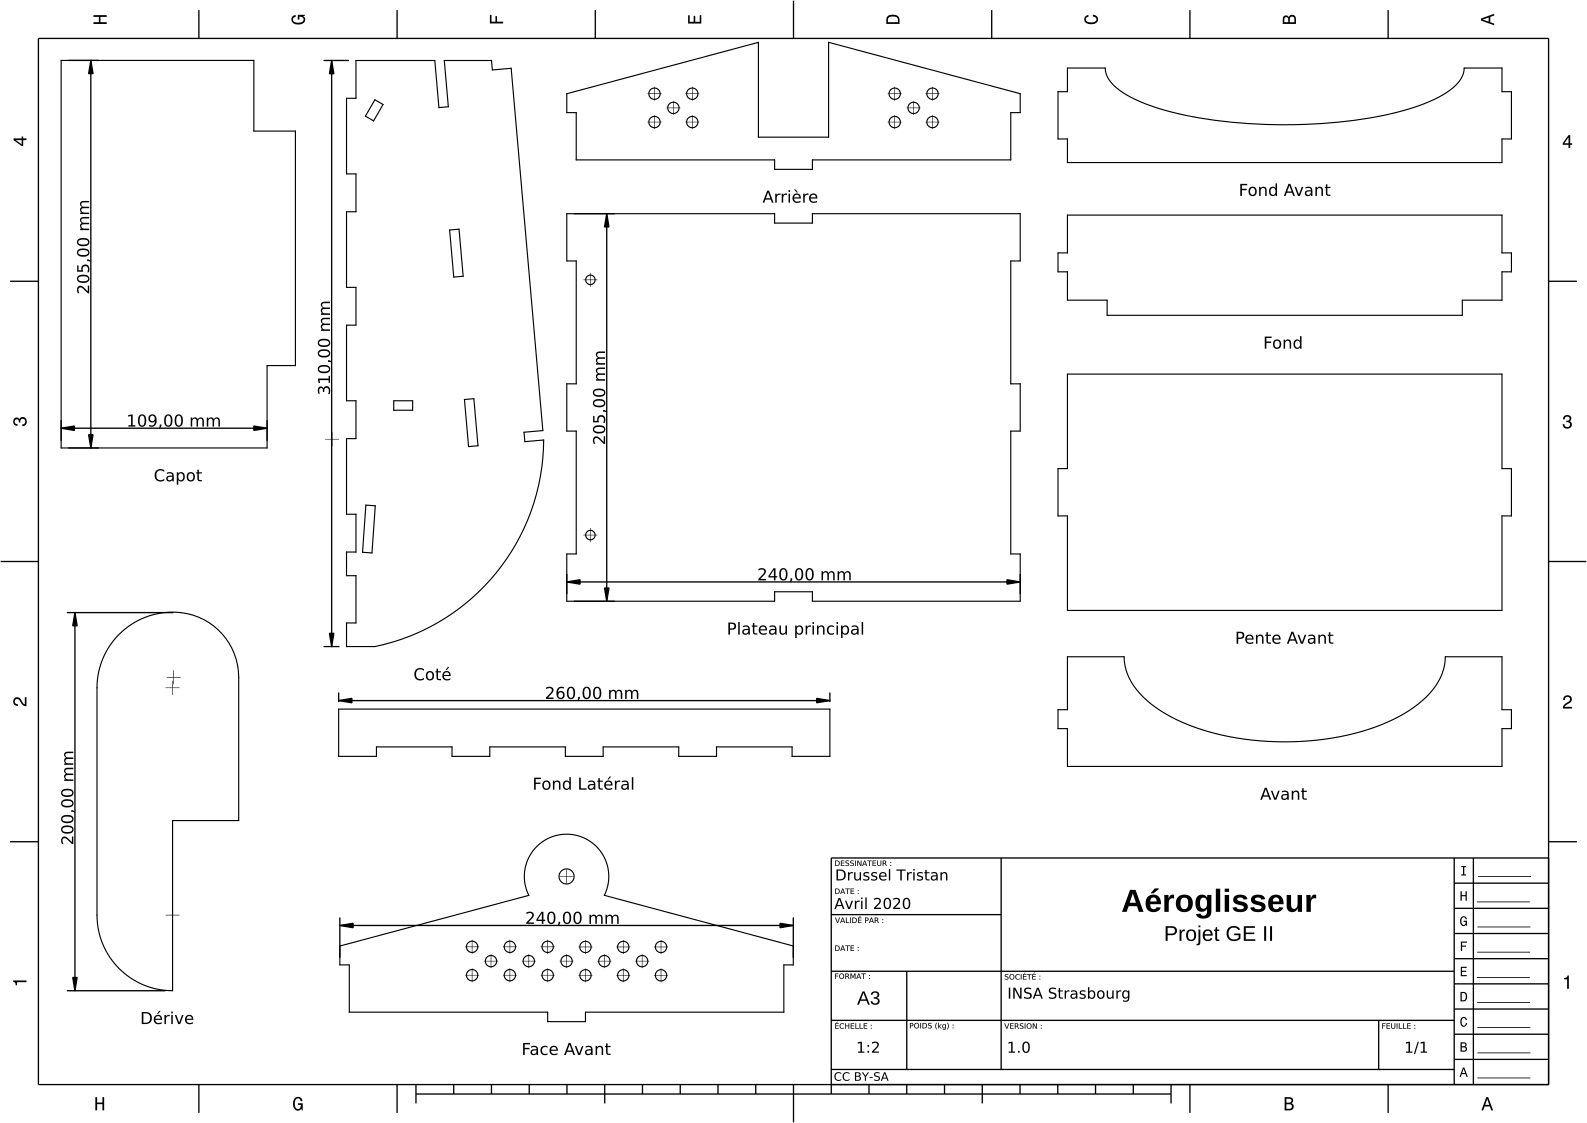 H G F E D C B A
4
4
3
3
2
2
1
1
205,00 mm
109,00 mm
Capot
310,00 mm
Coté
Arrière
205,00 mm
240,00 mm
Plateau principal
Fond Avant
Fond
Pente Avant
Avant
200,00 mm
Dérive
260,00 mm
Fond Latéral
240,00 mm
Face Avant
DESSINATEUR :
Drussel Tristan
DATE :
Avril 2020
VALIDÉ PAR :
DATE :
Aéroglisseur
Projet GE II
FORMAT :
A3
SOCIÉTÉ :
INSA Strasbourg
ÉCHELLE :
1:2
POIDS (kg) :
VERSION :
1.0
FEUILLE :
1/1
CC BY-SA
I
H
G
F
E
D
C
B
A
H G B A